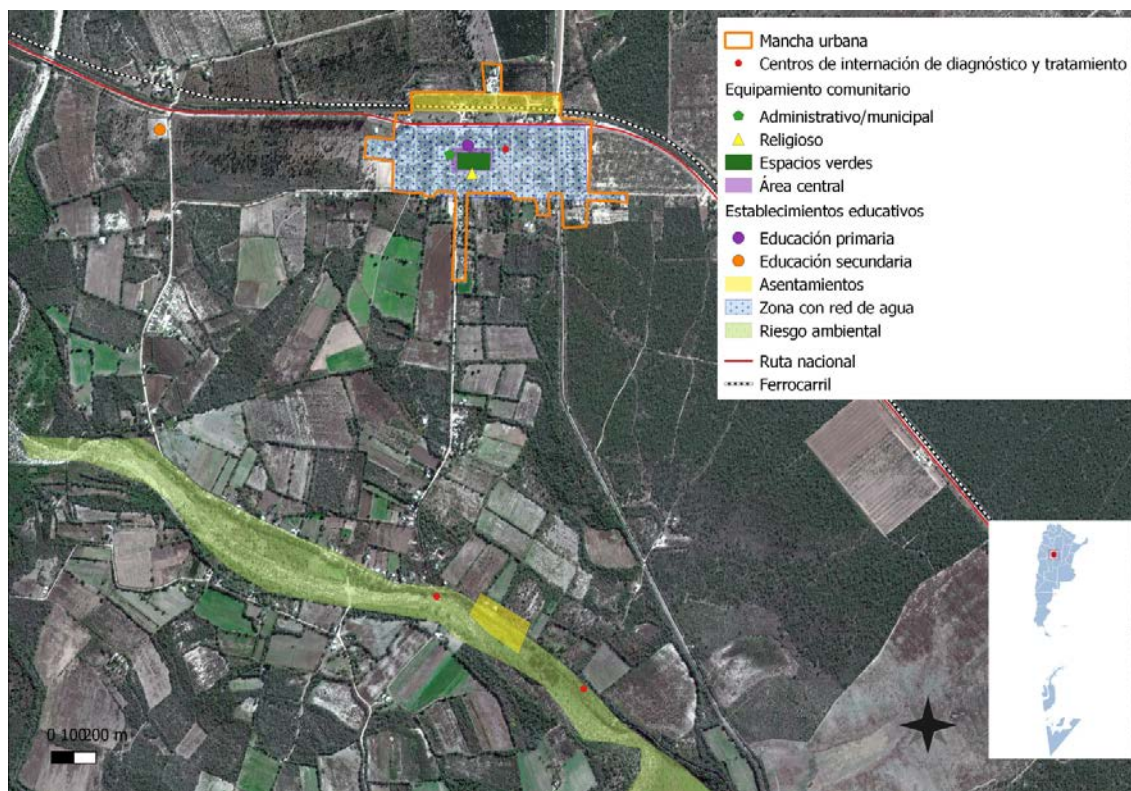 Mancha urbana
Centros de internación de diagnóstico y tratamiento
Equipamiento comunitario
Administrativo/municipal
Religioso
Espacios verdes
Área central
Establecimientos educativos
Educación primaria
Educación secundaria
Asentamientos
Zona con red de agua
Riesgo ambiental
Ruta nacional
Ferrocarril
0 100200 m